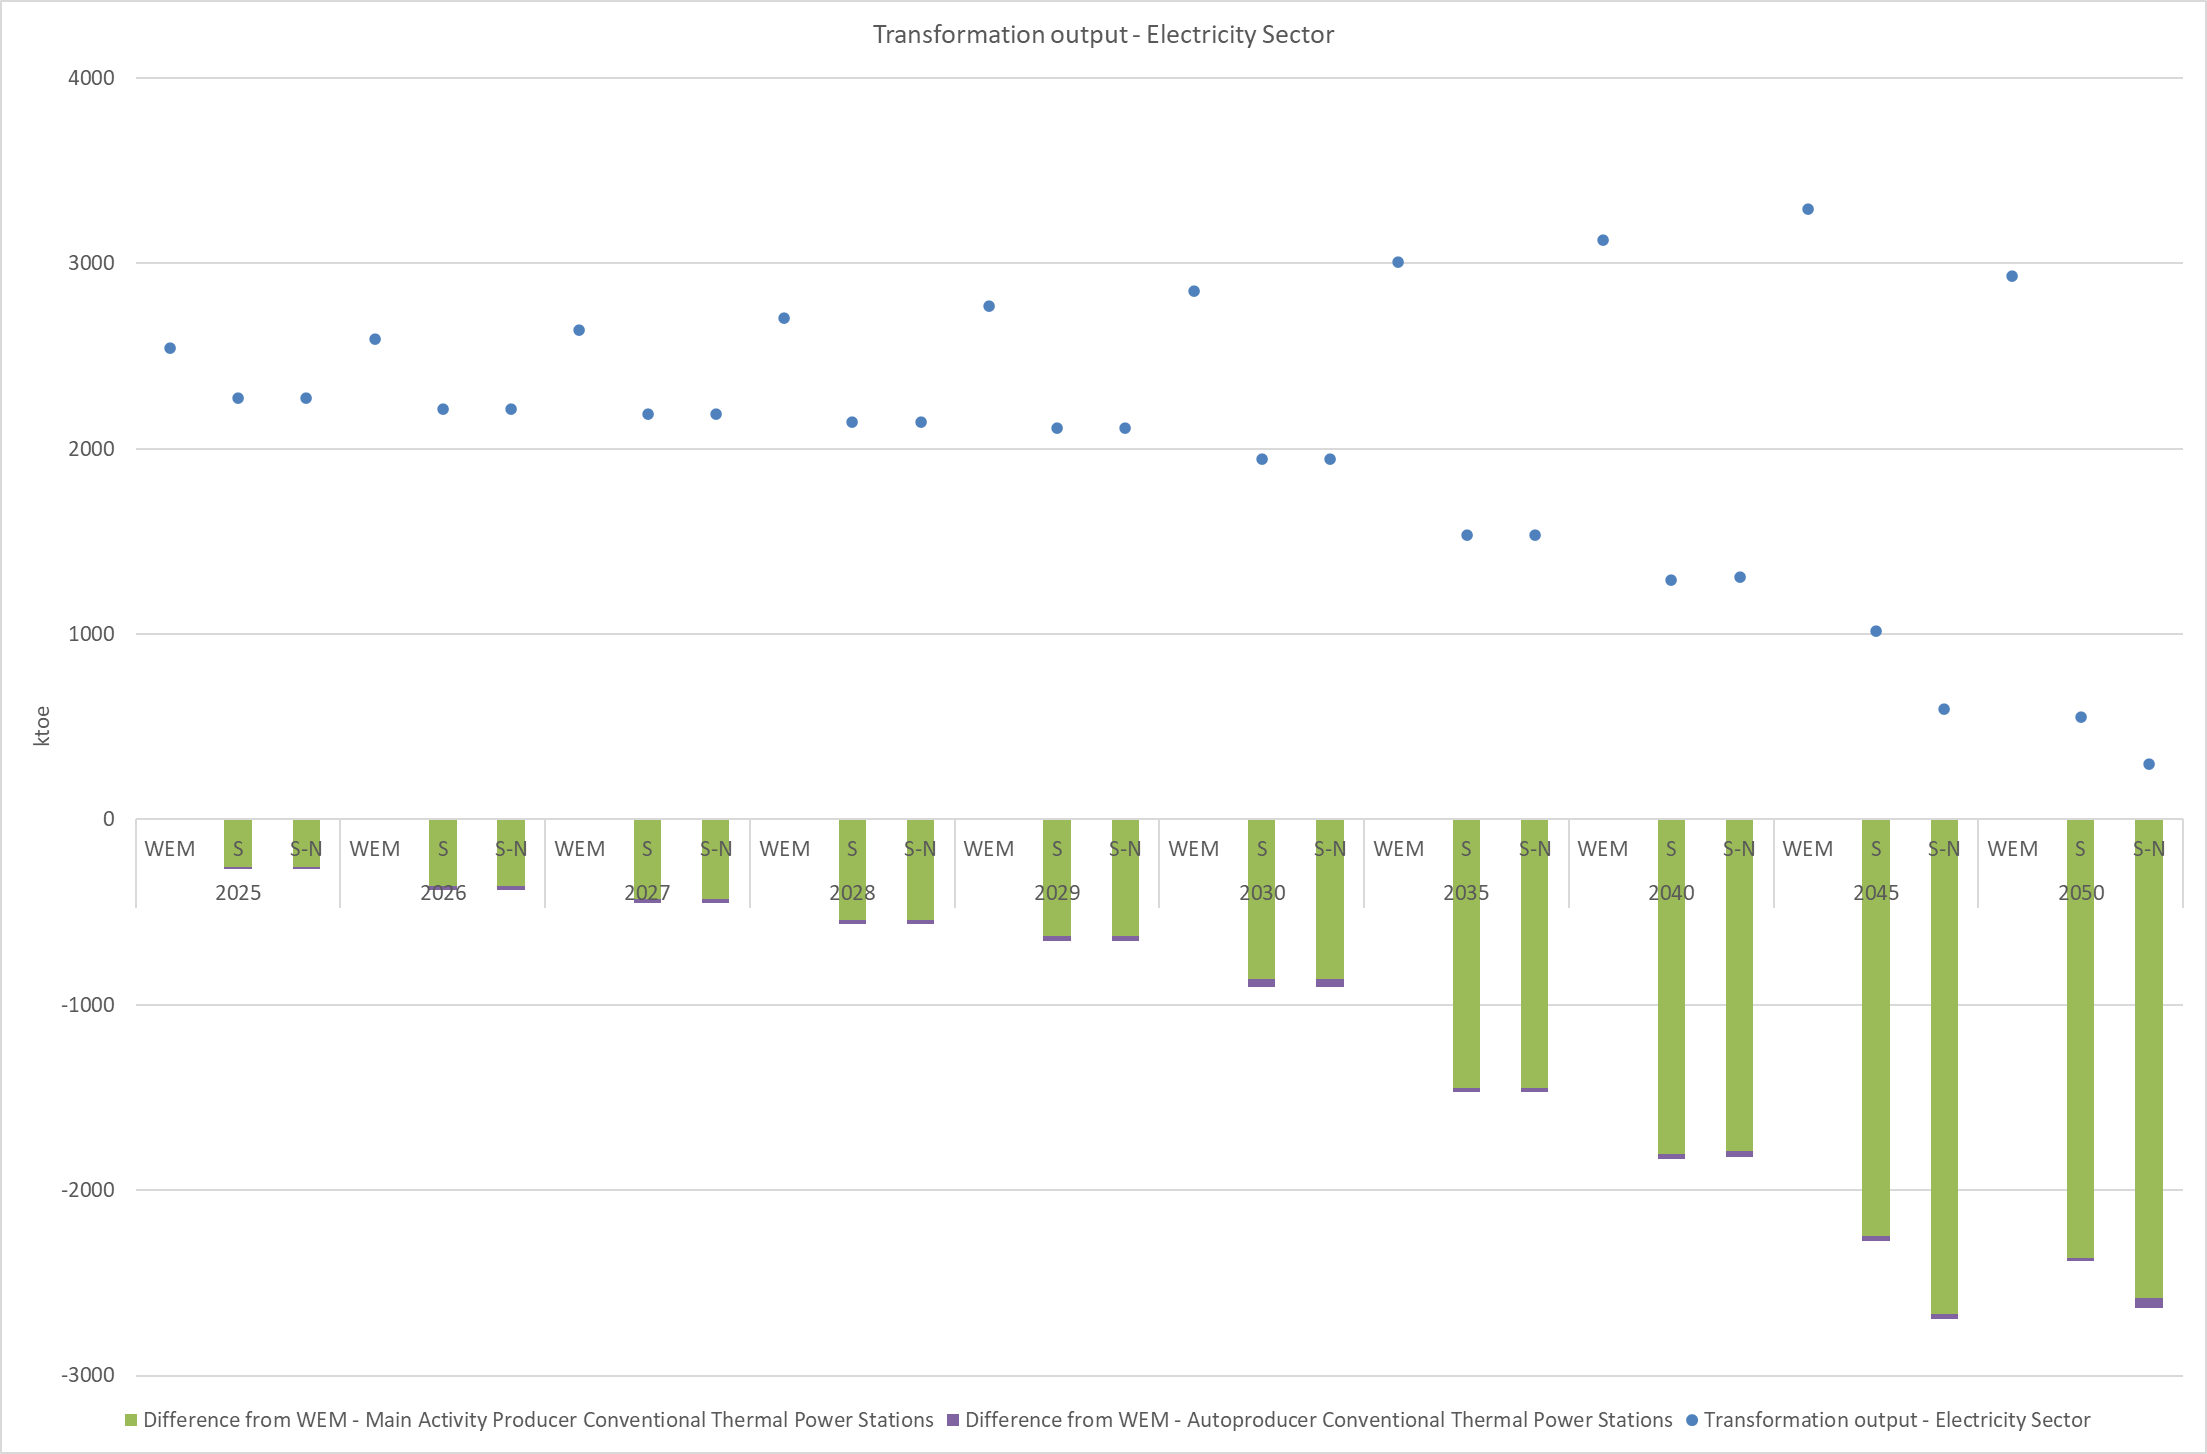 Transformation output - Electricity Sector
4000
3000
2000
1000
0
-1000
-2000
-3000
ktoe
WEM S S-N WEM S S-N WEM S S-N WEM S S-N WEM S S-N WEM S S-N WEM S S-N WEM S S-N WEM S S-N WEM S S-N
2025 2026 2027 2028 2029 2030 2035 2040 2045 2050
Difference from WEM - Main Activity Producer Conventional Thermal Power Stations Difference from WEM - Autoproducer Conventional Thermal Power Stations Transformation output - Electricity Sector